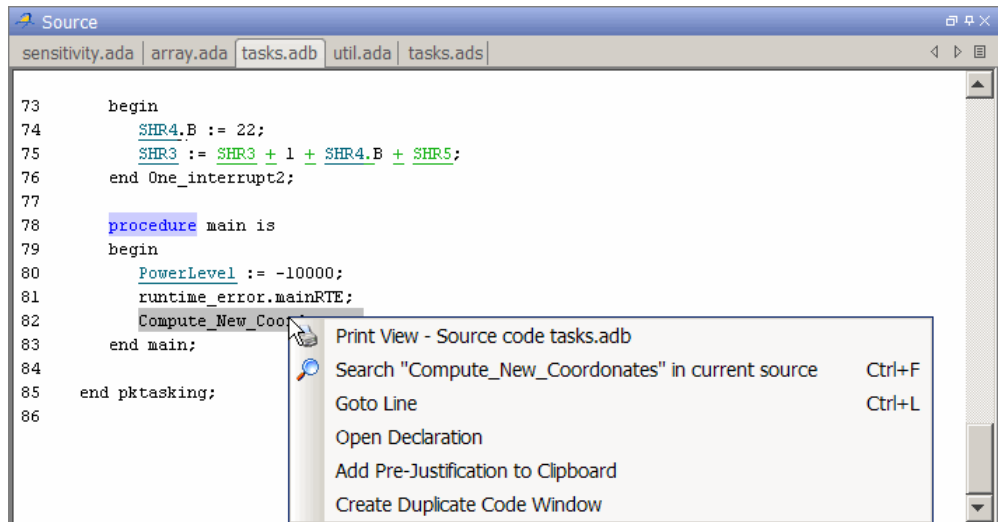 Source
sensitivity.ada array.ada tasks.adb util.ada tasks.ads
73 begin
74 SHR4.B := 22;
75 SHR3 := SHR3 + 1 + SHR4.B + SHR5;
76 end One_interrupt2;
77
78 procedure main is
79 begin
80 PowerLevel := -10000;
81 runtime_error.mainRTE;
82 Compute_New_Coor
83 end main;
84
85 end pktasking;
86
Print View - Source code tasks.adb
Search "Compute_New_Coordonates" in current source Ctrl+F
Goto Line Ctrl+L
Open Declaration
Add Pre-Justification to Clipboard
Create Duplicate Code Window